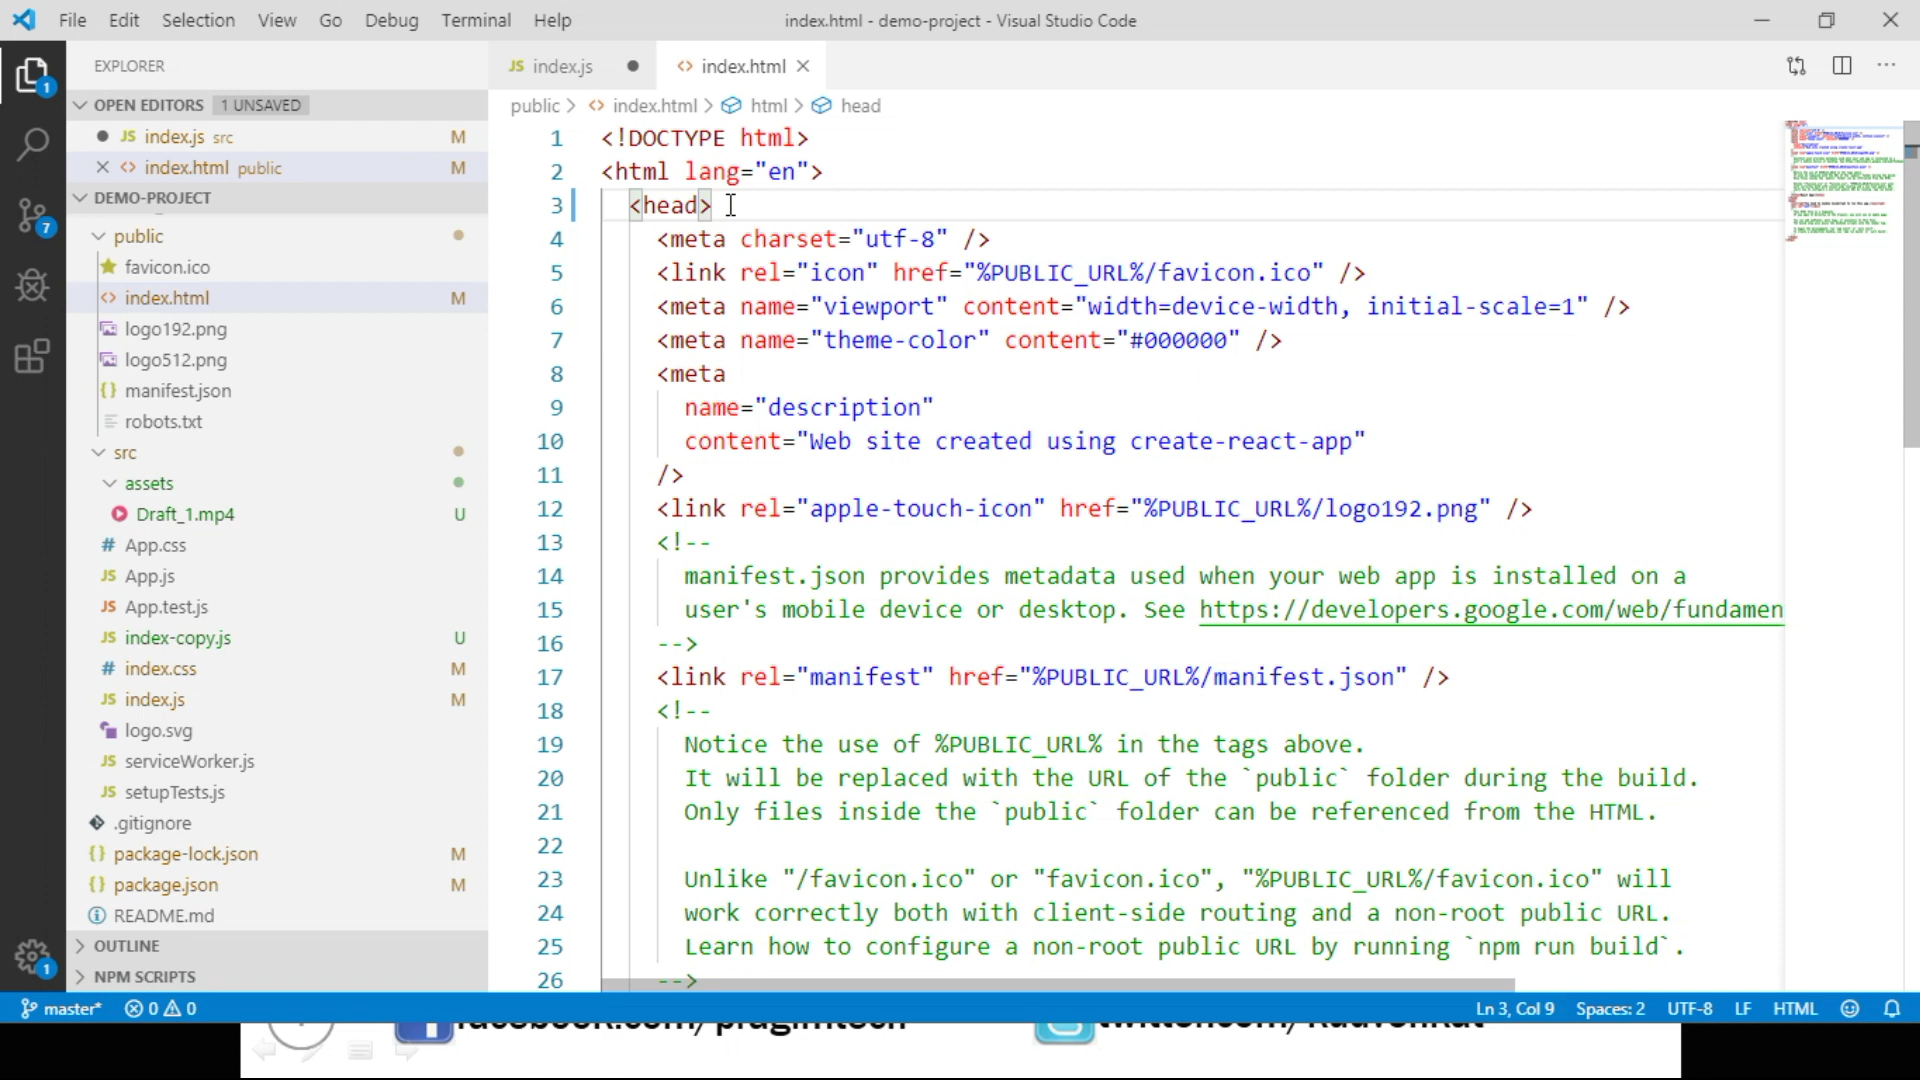 File Edit Selection View Go Debug Terminal Help
index.html - demo-project - Visual Studio Code
EXPLORER
OPEN EDITORS 1 UNSAVED
JS index.js src M
<> index.html public M
DEMO-PROJECT
public
favicon.ico
<> index.html M
logo192.png
logo512.png
{} manifest.json
robots.txt
src
assets
Draft_1.mp4 U
# App.css
JS App.js
JS App.test.js
JS index-copy.js U
# index.css M
JS index.js M
logo.svg
JS serviceWorker.js
JS setupTests.js
.gitignore
{} package-lock.json M
{} package.json M
README.md
OUTLINE
NPM SCRIPTS
1
7
1
JS index.js
<> index.html
public > <> index.html > html > head
1 <!DOCTYPE html>
2 <html lang="en">
3 <head>
4 <meta charset="utf-8" />
5 <link rel="icon" href="%PUBLIC_URL%/favicon.ico" />
6 <meta name="viewport" content="width=device-width, initial-scale=1" />
7 <meta name="theme-color" content="#000000" />
8 <meta
9 name="description"
10 content="Web site created using create-react-app"
11 />
12 <link rel="apple-touch-icon" href="%PUBLIC_URL%/logo192.png" />
13 <!--
14 manifest.json provides metadata used when your web app is installed on a
15 user's mobile device or desktop. See https://developers.google.com/web/fundamen
16 -->
17 <link rel="manifest" href="%PUBLIC_URL%/manifest.json" />
18 <!--
19 Notice the use of %PUBLIC_URL% in the tags above.
20 It will be replaced with the URL of the `public` folder during the build.
21 Only files inside the `public` folder can be referenced from the HTML.
22
23 Unlike "/favicon.ico" or "favicon.ico", "%PUBLIC_URL%/favicon.ico" will
24 work correctly both with client-side routing and a non-root public URL.
25 Learn how to configure a non-root public URL by running `npm run build`.
26 -->
master* 0 0
Ln 3, Col 9 Spaces: 2 UTF-8 LF HTML